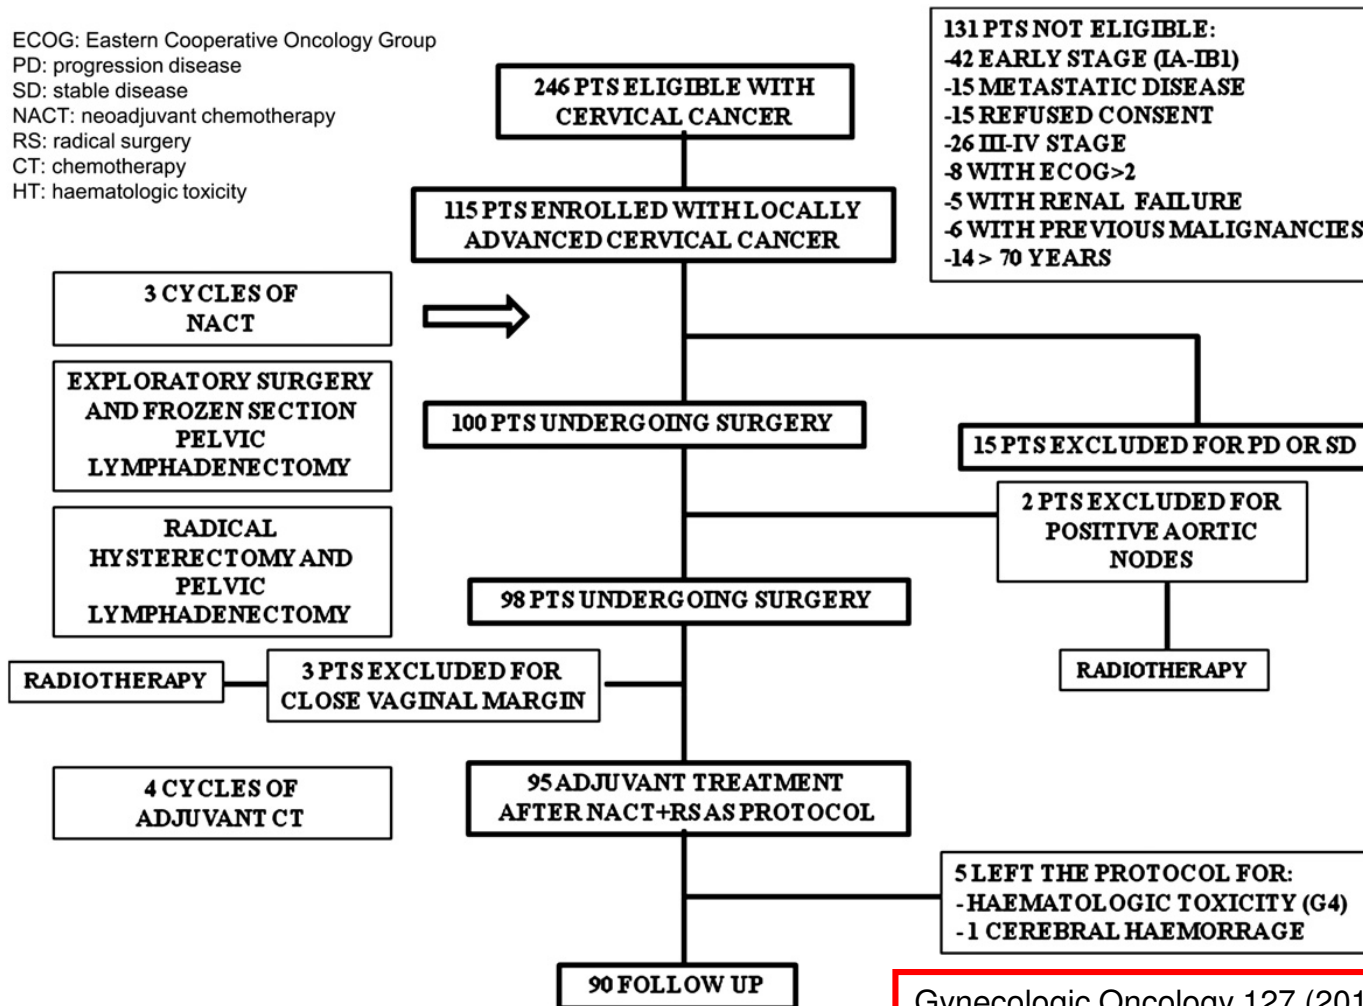 ECOG: Eastern Cooperative Oncology Group
PD: progression disease
SD: stable disease
NACT: neoadjuvant chemotherapy
RS: radical surgery
CT: chemotherapy
HT: haematologic toxicity
246 PTS ELIGIBLE WITH
CERVICAL CANCER
131 PTS NOT ELIGIBLE:
-42 EARLY STAGE (IA-IB1)
-15 METASTATIC DISEASE
-15 REFUSED CONSENT
-26 III-IV STAGE
-8 WITH ECOG>2
-5 WITH RENAL FAILURE
-6 WITH PREVIOUS MALIGNANCIES
-14 > 70 YEARS
115 PTS ENROLLED WITH LOCALLY
ADVANCED CERVICAL CANCER
3 CYCLES OF
NACT
EXPLORATORY SURGERY
AND FROZEN SECTION
PELVIC
LYMPHADENECTOMY
100 PTS UNDERGOING SURGERY
15 PTS EXCLUDED FOR PD OR SD
2 PTS EXCLUDED FOR
POSITIVE AORTIC
NODES
RADICAL
HYSTERECTOMY AND
PELVIC
LYMPHADENECTOMY
98 PTS UNDERGOING SURGERY
RADIOTHERAPY
RADIOTHERAPY
3 PTS EXCLUDED FOR
CLOSE VAGINAL MARGIN
4 CYCLES OF
ADJUVANT CT
95 ADJUVANT TREATMENT
AFTER NACT+RS AS PROTOCOL
5 LEFT THE PROTOCOL FOR:
- HAEMATOLOGIC TOXICITY (G4)
- 1 CEREBRAL HAEMORRAGE
90 FOLLOW UP
Gynecologic Oncology 127 (201